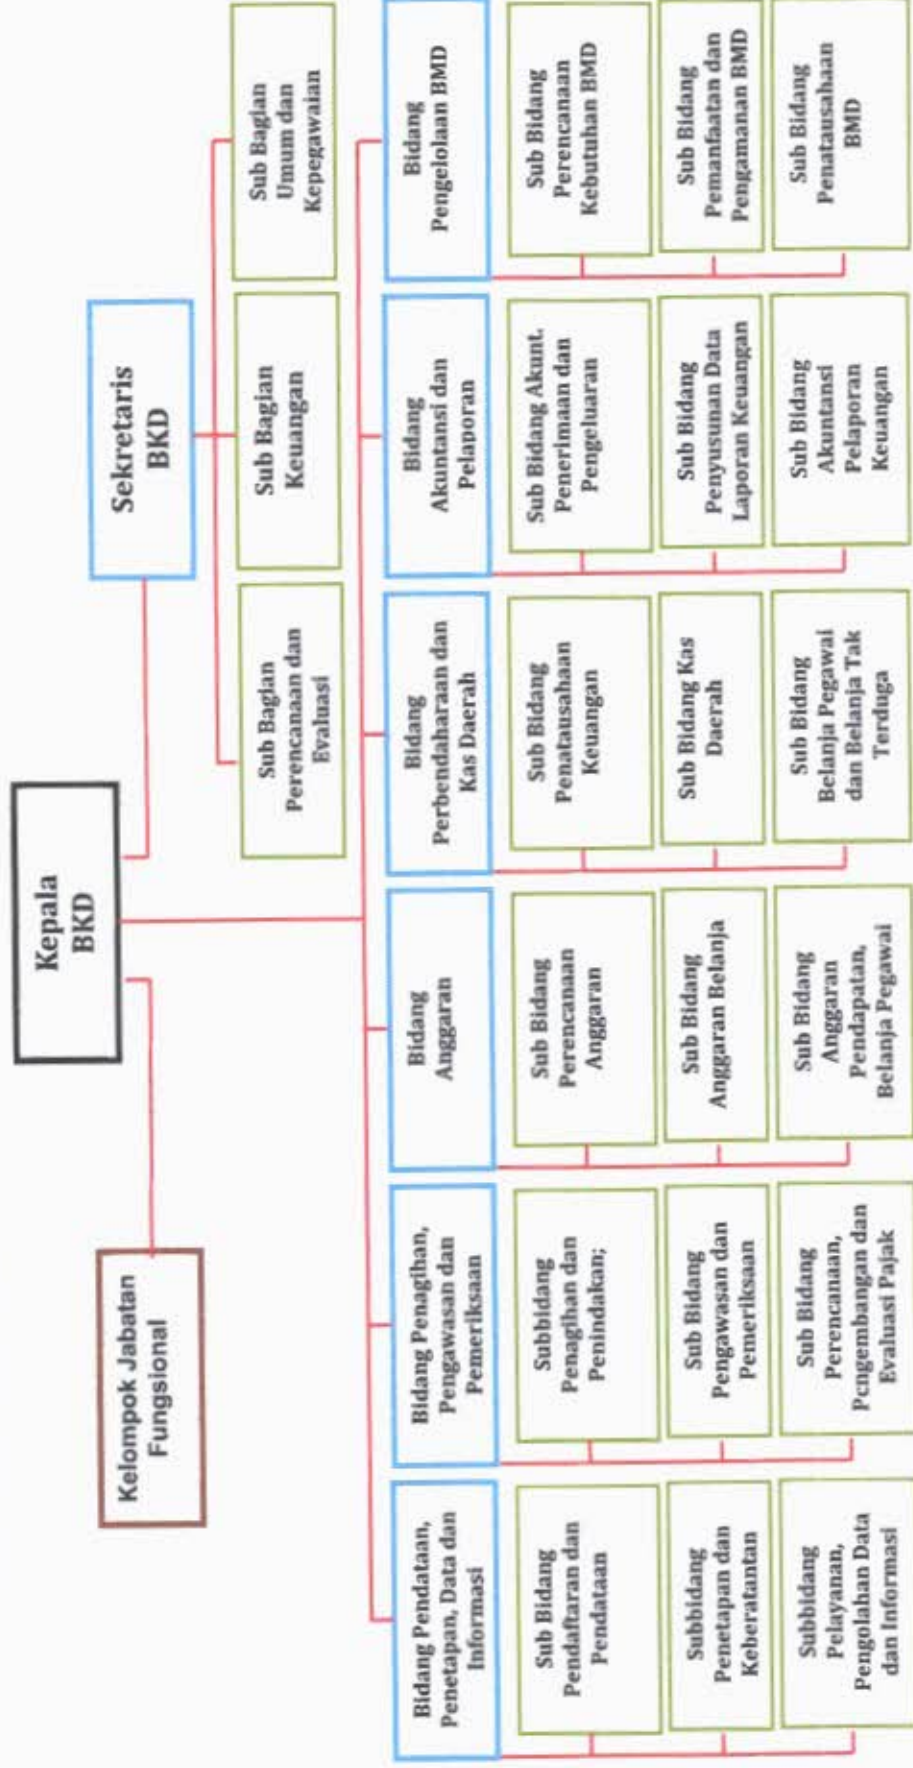 Kepala
BKD
Kelompok Jabatan
Fungsional
Sekretaris
BKD
Sub Bagian
Perencanaan dan
Evaluasi
Sub Bagian
Keuangan
Sub Bagian
Umum dan
Kepegawaian
Bidang Pendataan,
Penetapan, Data dan
Informasi
Sub Bidang
Pendaftaran dan
Pendataan
Subbidang
Penetapan dan
Keberatantan
Subbidang
Pelayanan,
Pengolahan Data
dan Informasi
Bidang Penagihan,
Pengawasan dan
Pemeriksaan
Subbidang
Penagihan dan
Penindakan;
Sub Bidang
Pengawasan dan
Pemeriksaan
Sub Bidang
Perencanaan,
Pengembangan dan
Evaluasi Pajak
Bidang
Anggaran
Sub Bidang
Perencanaan
Anggaran
Sub Bidang
Anggaran Belanja
Sub Bidang
Anggaran
Pendapatan,
Belanja Pegawai
Bidang
Perbendaharaan dan
Kas Daerah
Sub Bidang
Penatausahaan
Keuangan
Sub Bidang Kas
Daerah
Sub Bidang
Belanja Pegawai
dan Belanja Tak
Terduga
Bidang
Akuntansi dan
Pelaporan
Sub Bidang Akunt.
Penerimaan dan
Pengeluaran
Sub Bidang
Penyusunan Data
Laporan Keuangan
Sub Bidang
Akuntansi
Pelaporan
Keuangan
Bidang
Pengelolaan BMD
Sub Bidang
Perencanaan
Kebutuhan BMD
Sub Bidang
Pemanfaatan dan
Pengamanan BMD
Sub Bidang
Penatausahaan
BMD